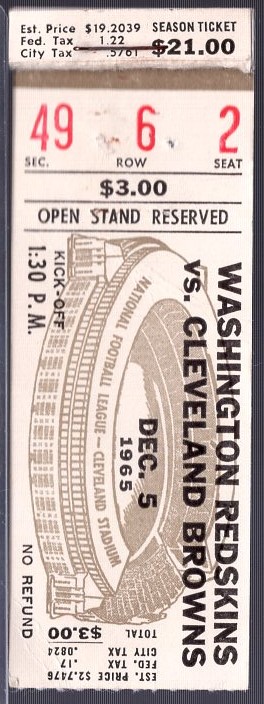 Est. Price $19.2039 SEASON TICKET
Fed. Tax 1.22
City Tax .5761 $21.00
49 6 2
SEC. ROW SEAT
$3.00
OPEN STAND RESERVED
WASHINGTON REDSKINS
vs. CLEVELAND BROWNS
DEC. 5
1965
NATIONAL FOOTBALL LEAGUE — CLEVELAND STADIUM
KICK-OFF
1:30 P.M.
NO REFUND
EST. PRICE $2.7476
FED. TAX .17
CITY TAX .0824
TOTAL $3.00